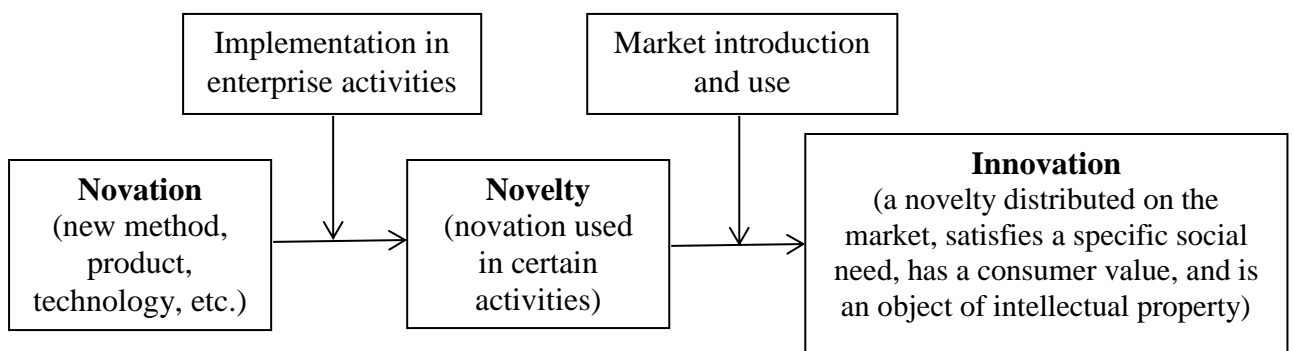 Implementation in
enterprise activities
Market introduction
and use
Novation
(new method,
product,
technology, etc.)
Novelty
(novation used
in certain
activities)
Innovation
(a novelty distributed on the
market, satisfies a specific social
need, has a consumer value, and is
an object of intellectual property)